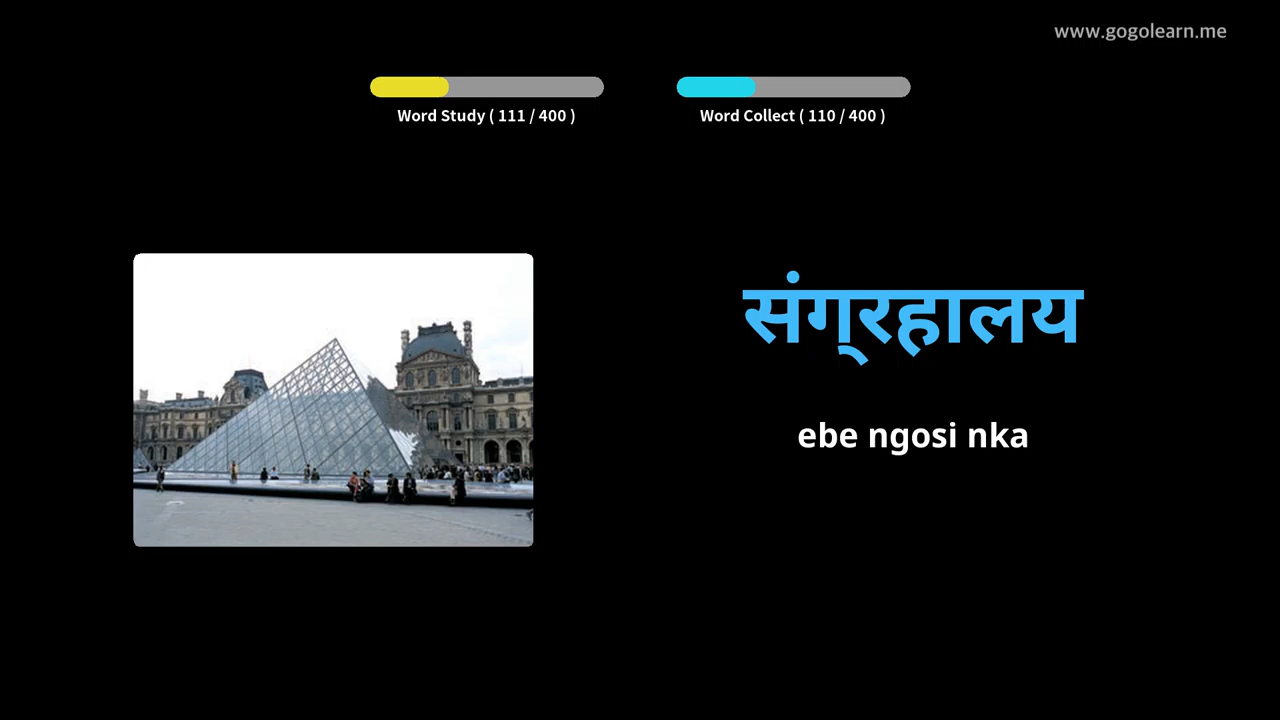 www.gogolearn.me
Word Study ( 111 / 400 )
Word Collect ( 110 / 400 )
संग्‌रहालय
ebe ngosi nka